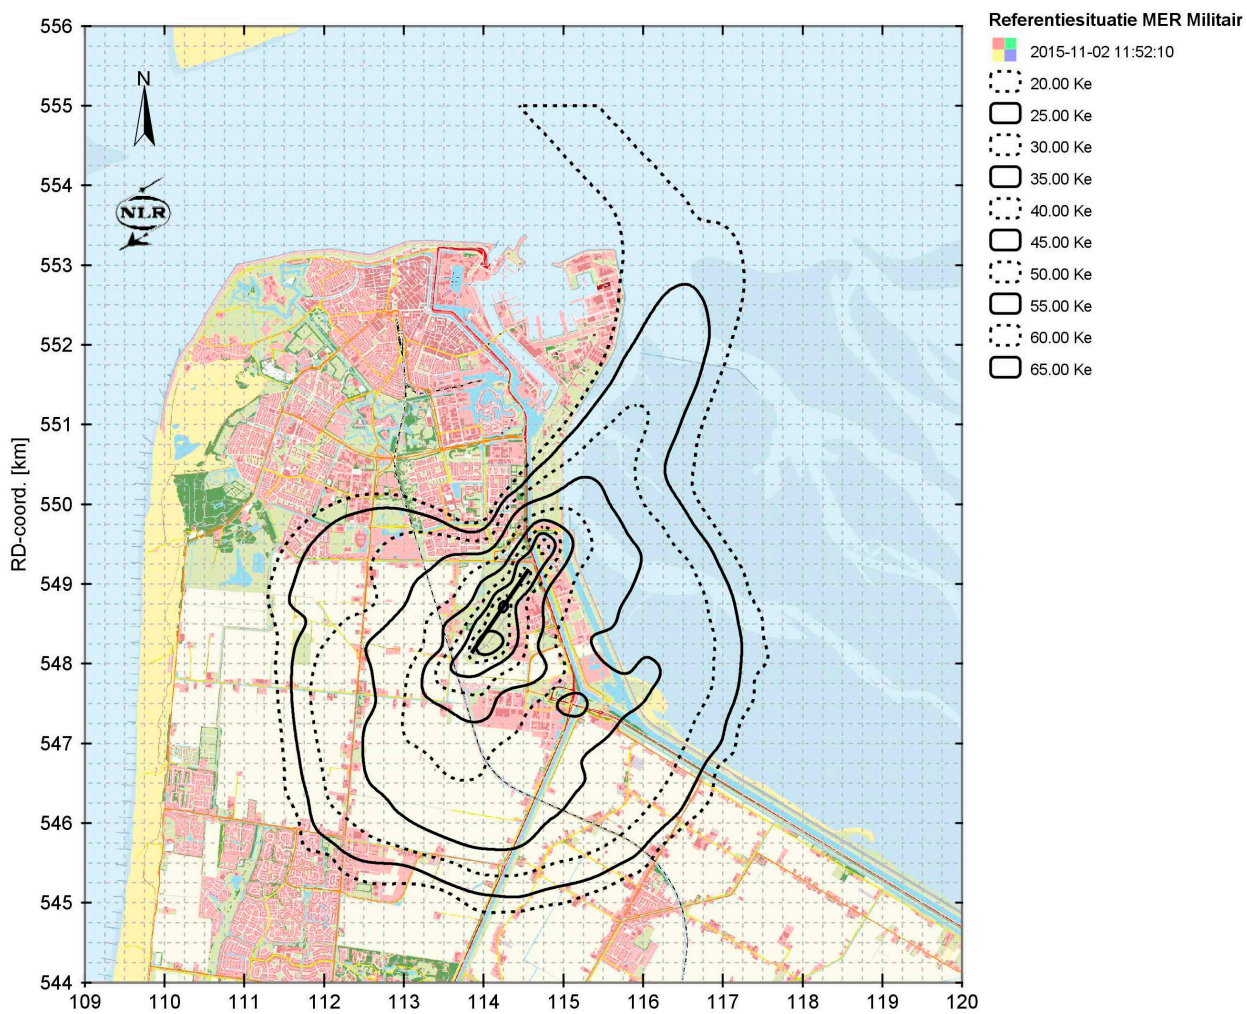 Referentiesituatie MER Militair
2015-11-02 11:52:10
20.00 Ke
25.00 Ke
30.00 Ke
35.00 Ke
40.00 Ke
45.00 Ke
50.00 Ke
55.00 Ke
60.00 Ke
65.00 Ke
N
NLR
RD-coord. [km]
556
555
554
553
552
551
550
549
548
547
546
545
544
109 110 111 112 113 114 115 116 117 118 119 120